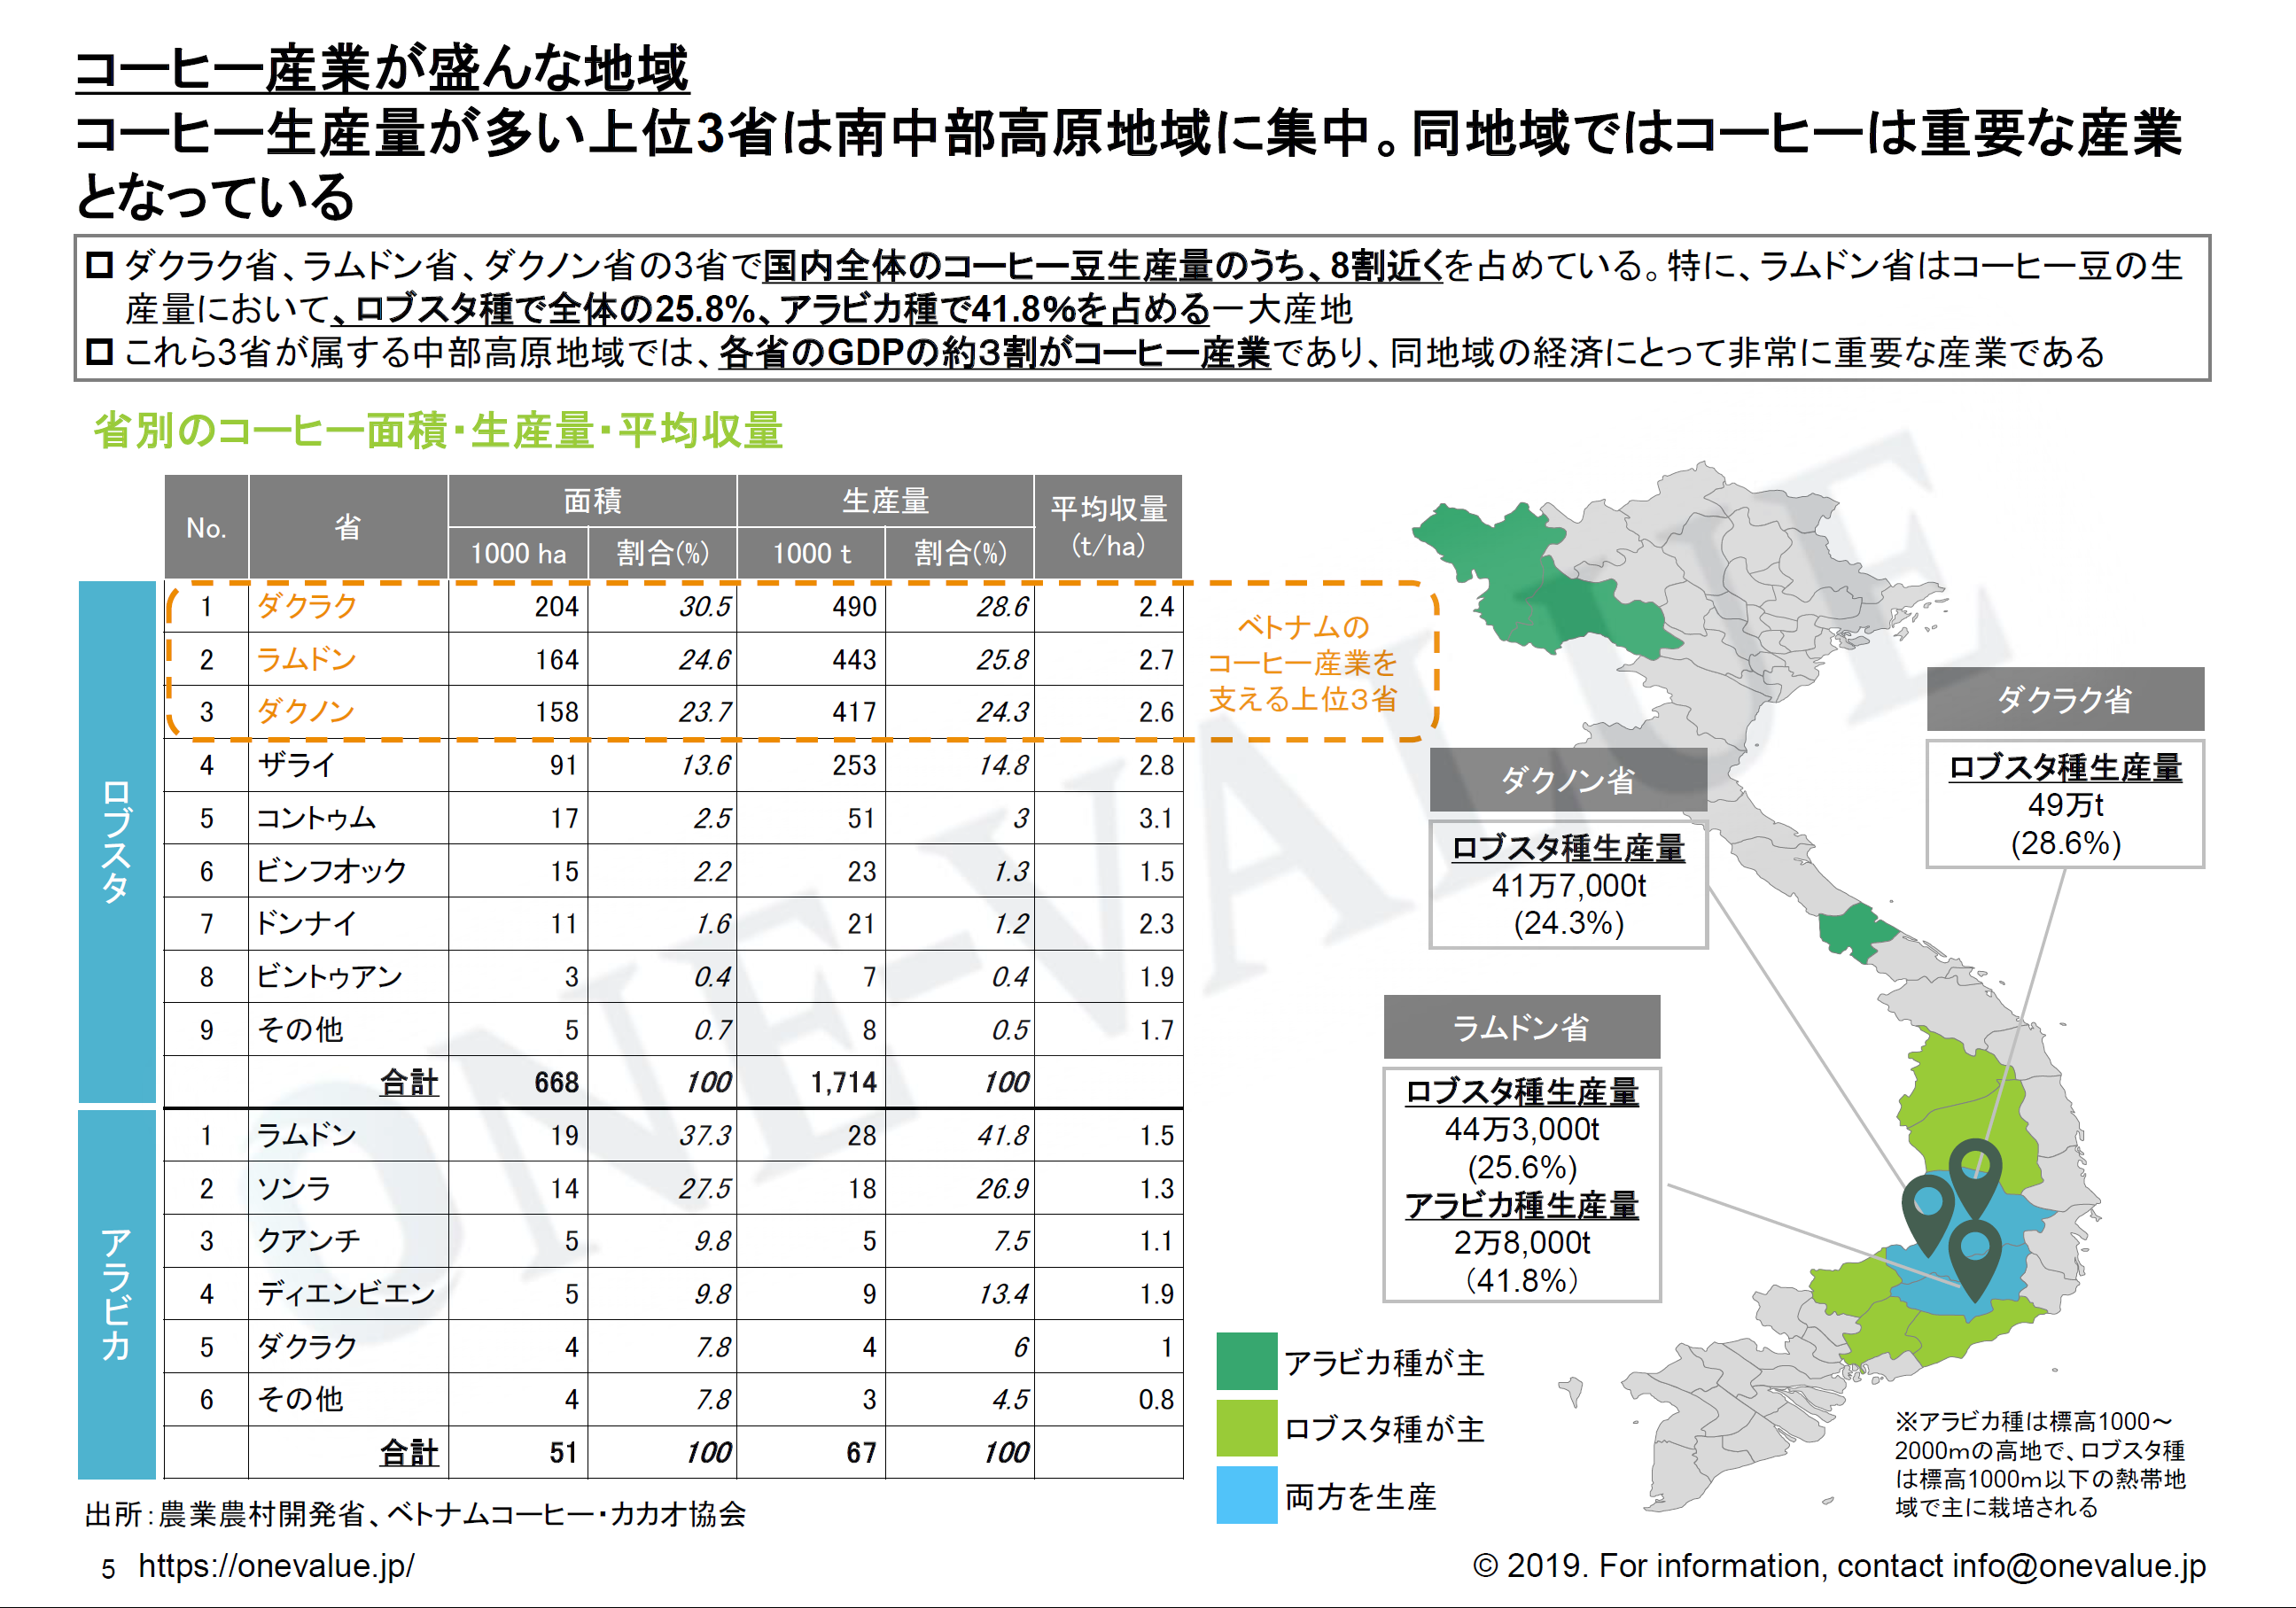 コーヒー産業が盛んな地域
コーヒー生産量が多い上位3省は南中部高原地域に集中。同地域ではコーヒーは重要な産業
となっている
ダクラク省、ラムドン省、ダクノン省の3省で国内全体のコーヒー豆生産量のうち、8割近くを占めている。特に、ラムドン省はコーヒー豆の生
産量において、ロブスタ種で全体の25.8%、アラビカ種で41.8%を占める一大産地
これら3省が属する中部高原地域では、各省のGDPの約3割がコーヒー産業であり、同地域の経済にとって非常に重要な産業である
省別のコーヒー面積・生産量・平均収量
No. 省 面積 生産量 平均収量 (t/ha)
1000 ha 割合(%) 1000 t 割合(%)
ロブスタ
1 ダクラク 204 30.5 490 28.6 2.4
2 ラムドン 164 24.6 443 25.8 2.7
3 ダクノン 158 23.7 417 24.3 2.6
4 ザライ 91 13.6 253 14.8 2.8
5 コントゥム 17 2.5 51 3 3.1
6 ビンフオック 15 2.2 23 1.3 1.5
7 ドンナイ 11 1.6 21 1.2 2.3
8 ビントゥアン 3 0.4 7 0.4 1.9
9 その他 5 0.7 8 0.5 1.7
合計 668 100 1,714 100
アラビカ
1 ラムドン 19 37.3 28 41.8 1.5
2 ソンラ 14 27.5 18 26.9 1.3
3 クアンチ 5 9.8 5 7.5 1.1
4 ディエンビエン 5 9.8 9 13.4 1.9
5 ダクラク 4 7.8 4 6 1
6 その他 4 7.8 3 4.5 0.8
合計 51 100 67 100
ベトナムの
コーヒー産業を
支える上位3省
ダクラク省
ロブスタ種生産量
49万t
(28.6%)
ダクノン省
ロブスタ種生産量
41万7,000t
(24.3%)
ラムドン省
ロブスタ種生産量
44万3,000t
(25.6%)
アラビカ種生産量
2万8,000t
(41.8%)
アラビカ種が主
ロブスタ種が主
両方を生産
※アラビカ種は標高1000～
2000mの高地で、ロブスタ種
は標高1000m以下の熱帯地
域で主に栽培される
出所：農業農村開発省、ベトナムコーヒー・カカオ協会
5 https://onevalue.jp/
© 2019. For information, contact info@onevalue.jp
ONE-VALUE